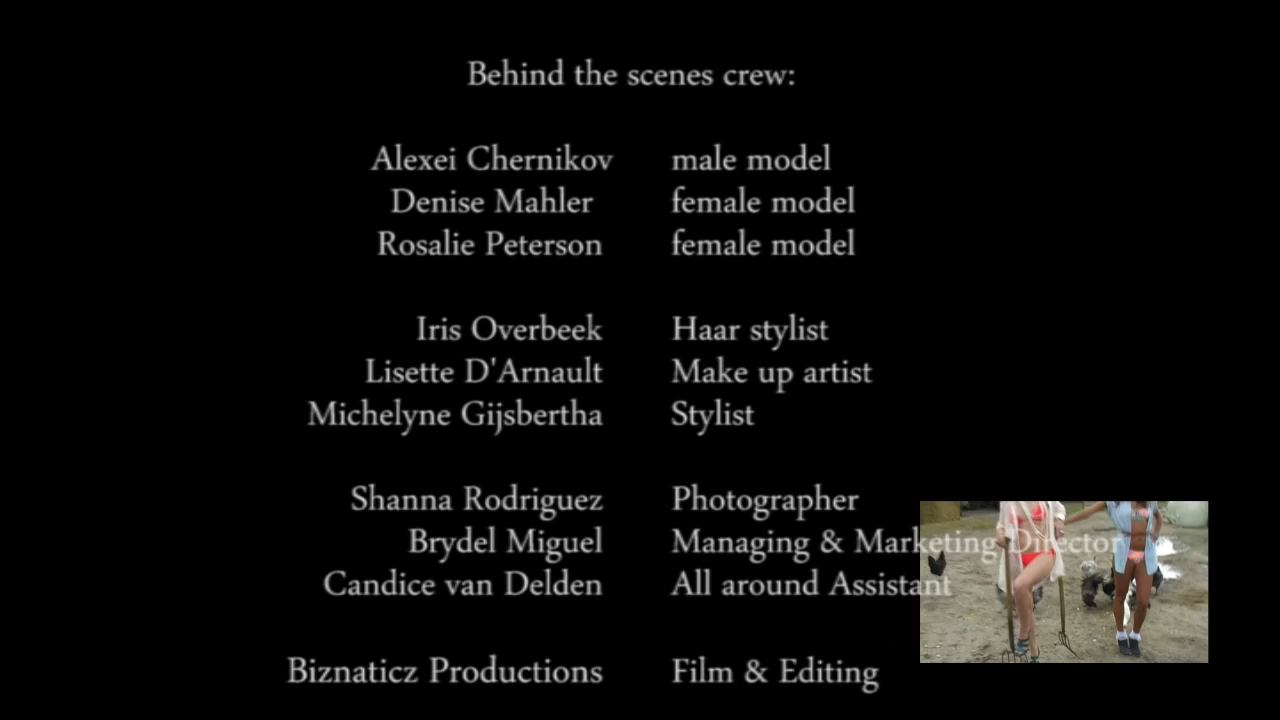 Behind the scenes crew:
Alexei Chernikov male model
Denise Mahler female model
Rosalie Peterson female model
Iris Overbeek Haar stylist
Lisette D'Arnault Make up artist
Michelyne Gijsbertha Stylist
Shanna Rodriguez Photographer
Brydel Miguel Managing & Marketing Director
Candice van Delden All around Assistant
Biznaticz Productions Film & Editing